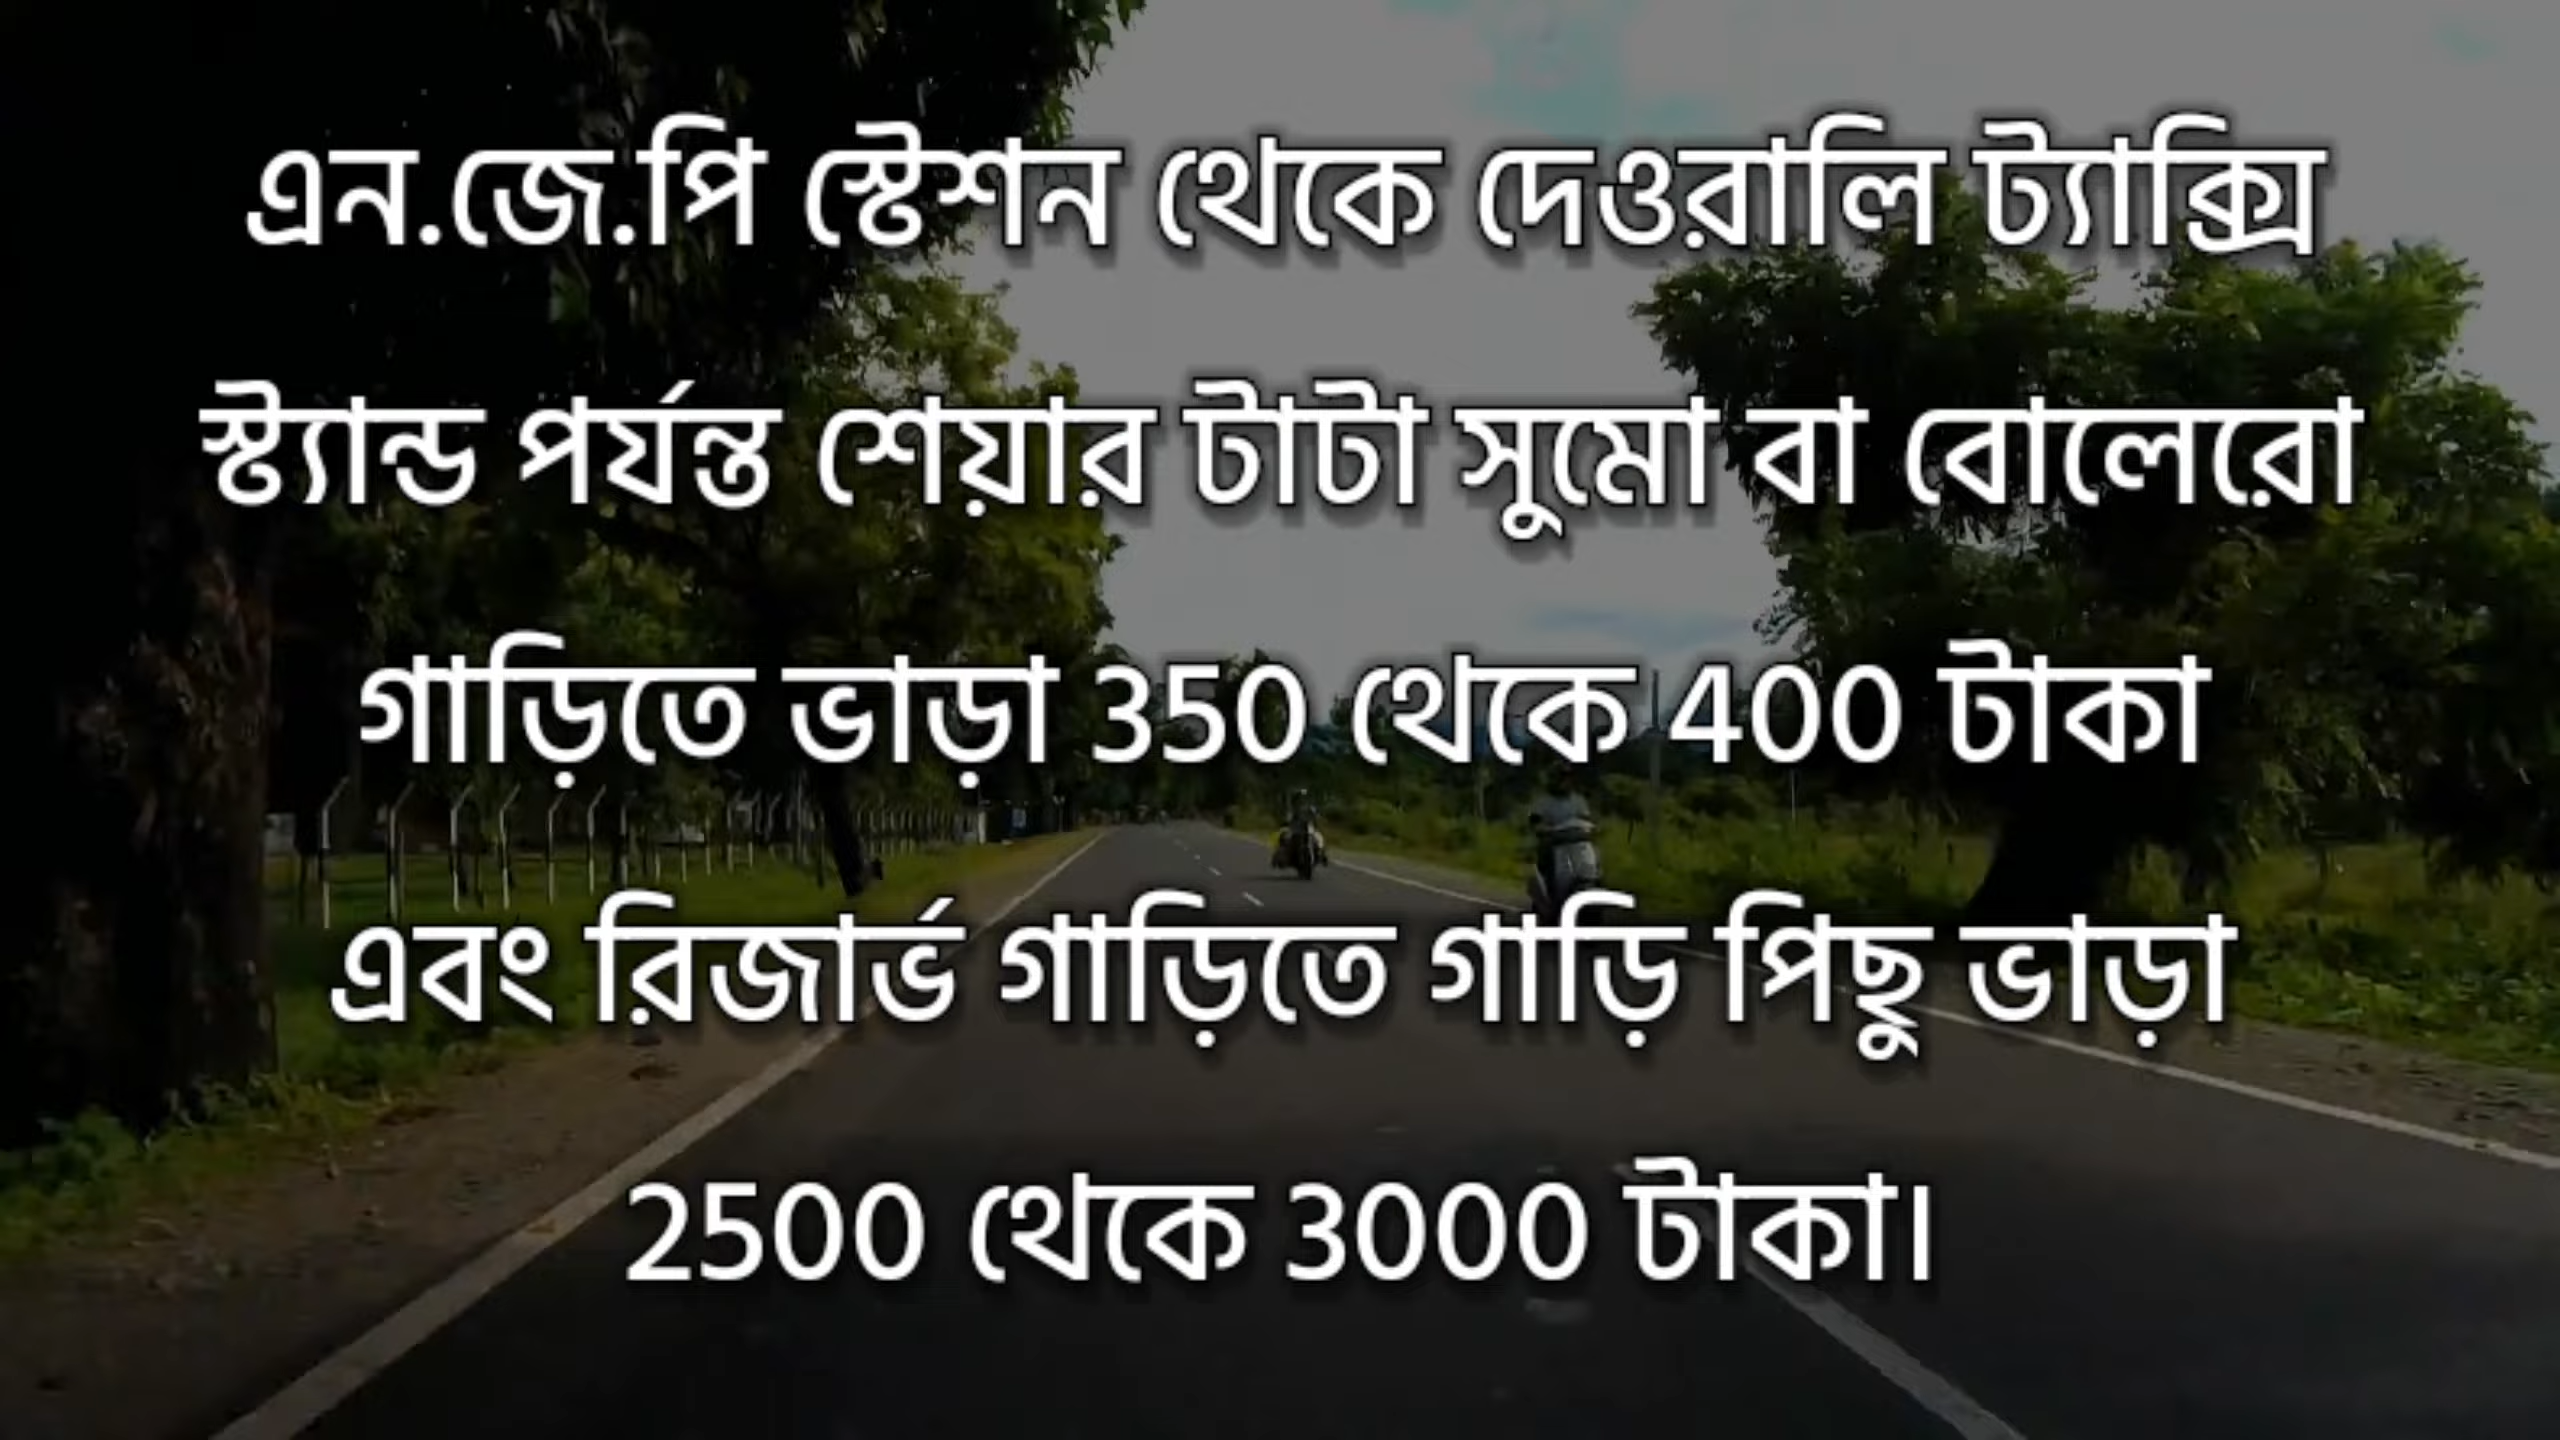 এন.জে.পি স্টেশন থেকে দেওরালি ট্যাক্সি
স্ট্যান্ড পর্যন্ত শেয়ার টাটা সুমো বা বোলেরো
গাড়িতে ভাড়া 350 থেকে 400 টাকা
এবং রিজার্ভ গাড়িতে গাড়ি পিছু ভাড়া
2500 থেকে 3000 টাকা।